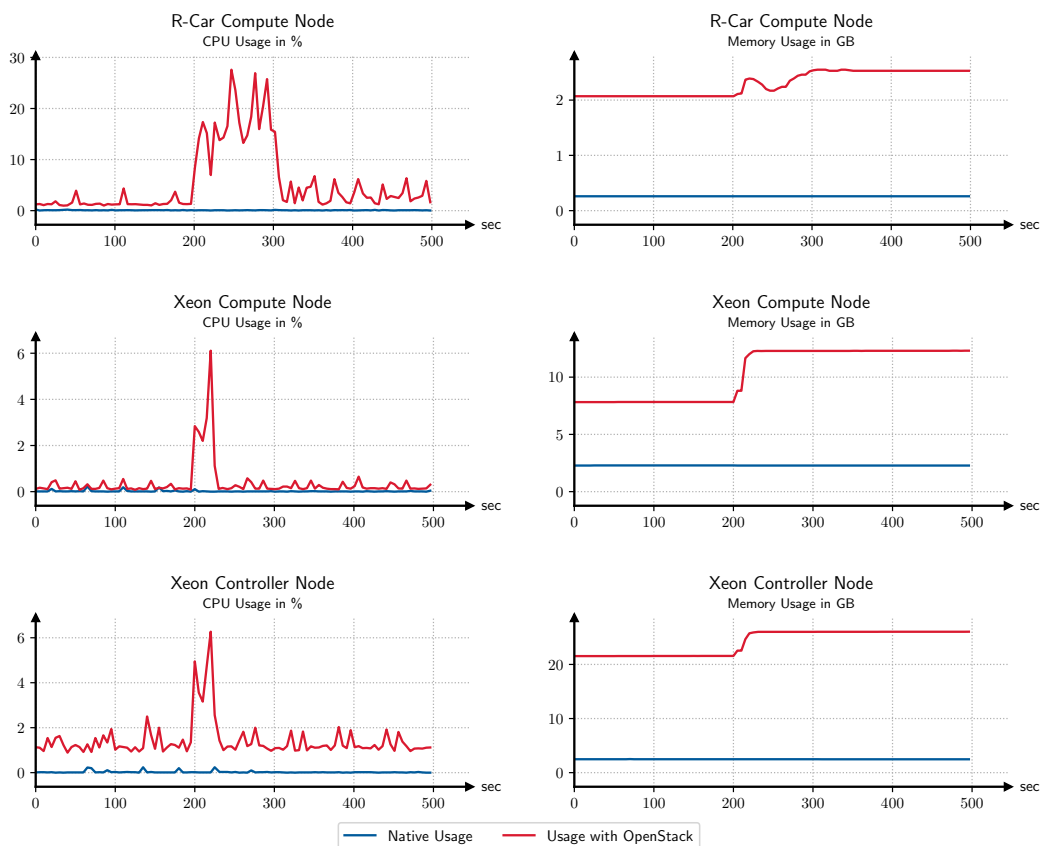 R-Car Compute Node
CPU Usage in %
30
20
10
0
0 100 200 300 400 500 sec
R-Car Compute Node
Memory Usage in GB
2
1
0
0 100 200 300 400 500 sec
Xeon Compute Node
CPU Usage in %
6
4
2
0
0 100 200 300 400 500 sec
Xeon Compute Node
Memory Usage in GB
10
5
0
0 100 200 300 400 500 sec
Xeon Controller Node
CPU Usage in %
6
4
2
0
0 100 200 300 400 500 sec
Xeon Controller Node
Memory Usage in GB
20
10
0
0 100 200 300 400 500 sec
Native Usage Usage with OpenStack